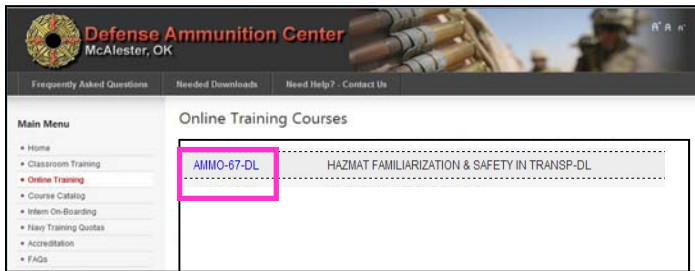 Defense Ammunition Center
McAlester, OK
A+ A A-
Frequently Asked Questions
Needed Downloads
Need Help? - Contact Us
Main Menu
Online Training Courses
• Home
• Classroom Training
• Online Training
• Course Catalog
• Intern On-Boarding
• Navy Training Quotas
• Accreditation
• FAQs
AMMO-67-DL HAZMAT FAMILIARIZATION & SAFETY IN TRANSP-DL